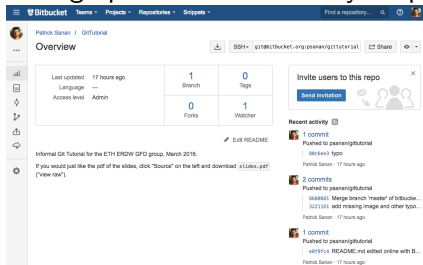 Bitbucket Teams Projects Repositories Snippets Find a repository...
Patrick Sanan / GitTutorial
Overview
SSH git@bitbucket.org:psanan/gittutorial Share
Last updated 17 hours ago
Language —
Access level Admin
1 Branch
0 Tags
0 Forks
1 Watcher
Edit README
Informal Git Tutorial for the ETH ERDW GFD group, March 2016.
If you would just like the pdf of the slides, click "Source" on the left and download slides.pdf
("view raw").
Invite users to this repo
Send invitation
Recent activity
1 commit
Pushed to psanan/gittutorial
typo
Patrick Sanan · 17 hours ago
2 commits
Pushed to psanan/gittutorial
Merge branch 'master' of bitbucke...
3221161 add missing image and other typo...
Patrick Sanan · 17 hours ago
1 commit
Pushed to psanan/gittutorial
e6f9fc4 README.md edited online with B...
Patrick Sanan · 17 hours ago